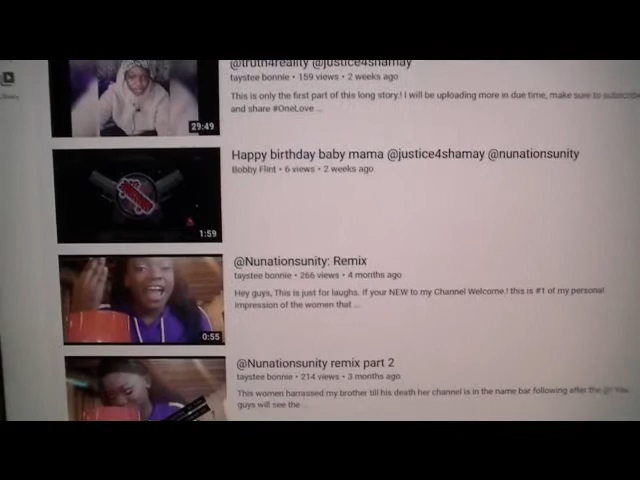 @truth4reality @justice4shamay
taystee bonnie • 159 views • 2 weeks ago
This is only the first part of this long story.! I will be uploading more in due time, make sure to subscribe
and share #OneLove ...
29:49
Happy birthday baby mama @justice4shamay @nunationsunity
Bobby Flint • 6 views • 2 weeks ago
1:59
@Nunationsunity: Remix
taystee bonnie • 266 views • 4 months ago
Hey guys, This is just for laughs. If your NEW to my Channel Welcome.! this is #1 of my personal
impression of the women that ...
0:55
@Nunationsunity remix part 2
taystee bonnie • 214 views • 3 months ago
This women harrassed my brother till his death her channel is in the name bar following after the @! You
guys will see the ...